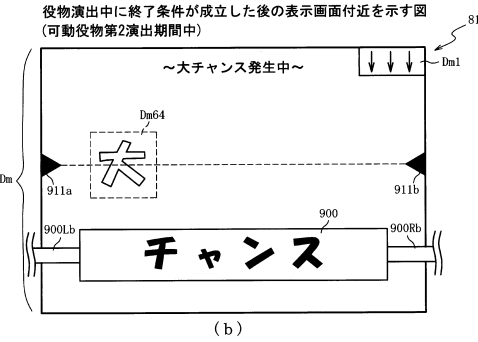 役物演出中に終了条件が成立した後の表示画面付近を示す図
(可動役物第2演出期間中)
81
～大チャンス発生中～
Dm1
Dm64
大
Dm
911a
911b
900Lb
900
900Rb
チャンス
(b)